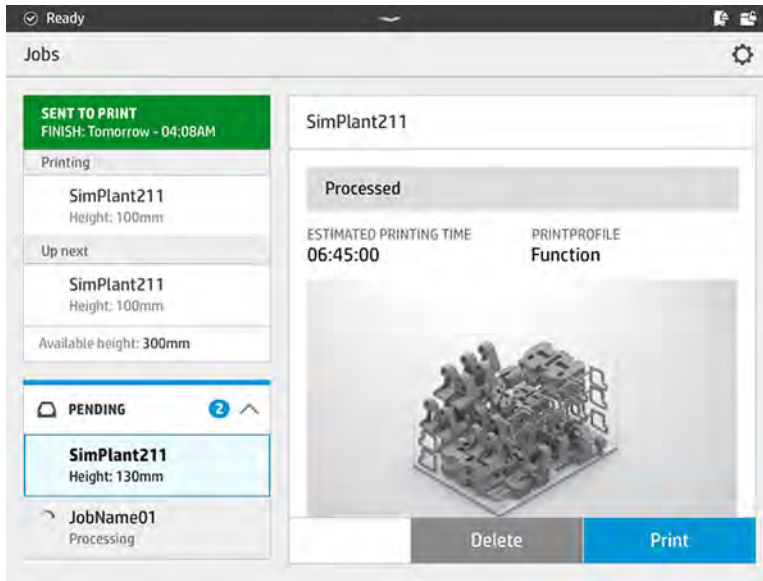 Ready
Jobs
SENT TO PRINT
FINISH: Tomorrow - 04:08AM
Printing
SimPlant211
Height: 100mm
Up next
SimPlant211
Height: 100mm
Available height: 300mm
PENDING 2
SimPlant211
Height: 130mm
JobName01
Processing
SimPlant211
Processed
ESTIMATED PRINTING TIME PRINTPROFILE
06:45:00 Function
Delete Print